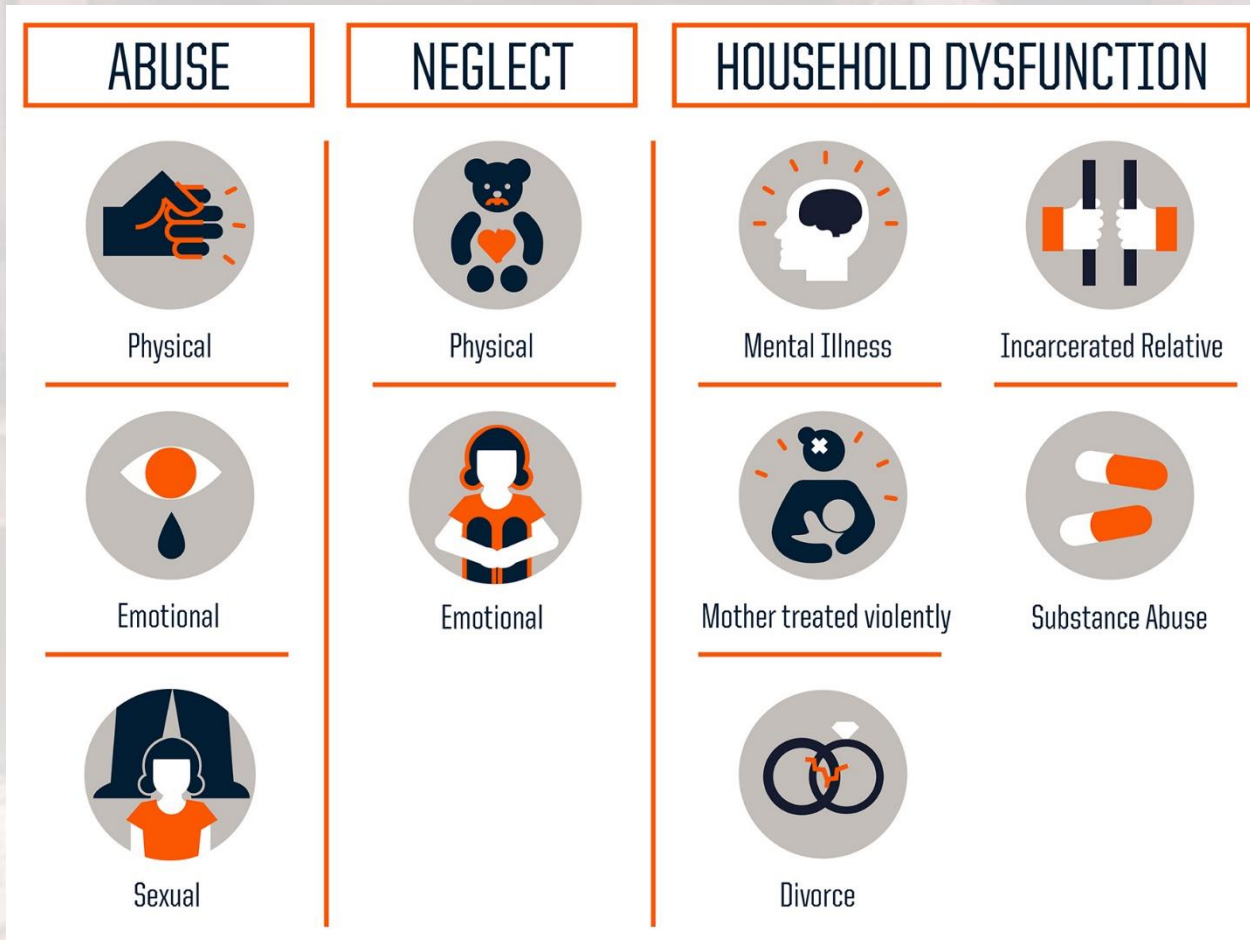 ABUSE
Physical
Emotional
Sexual
NEGLECT
Physical
Emotional
HOUSEHOLD DYSFUNCTION
Mental Illness
Incarcerated Relative
Mother treated violently
Substance Abuse
Divorce